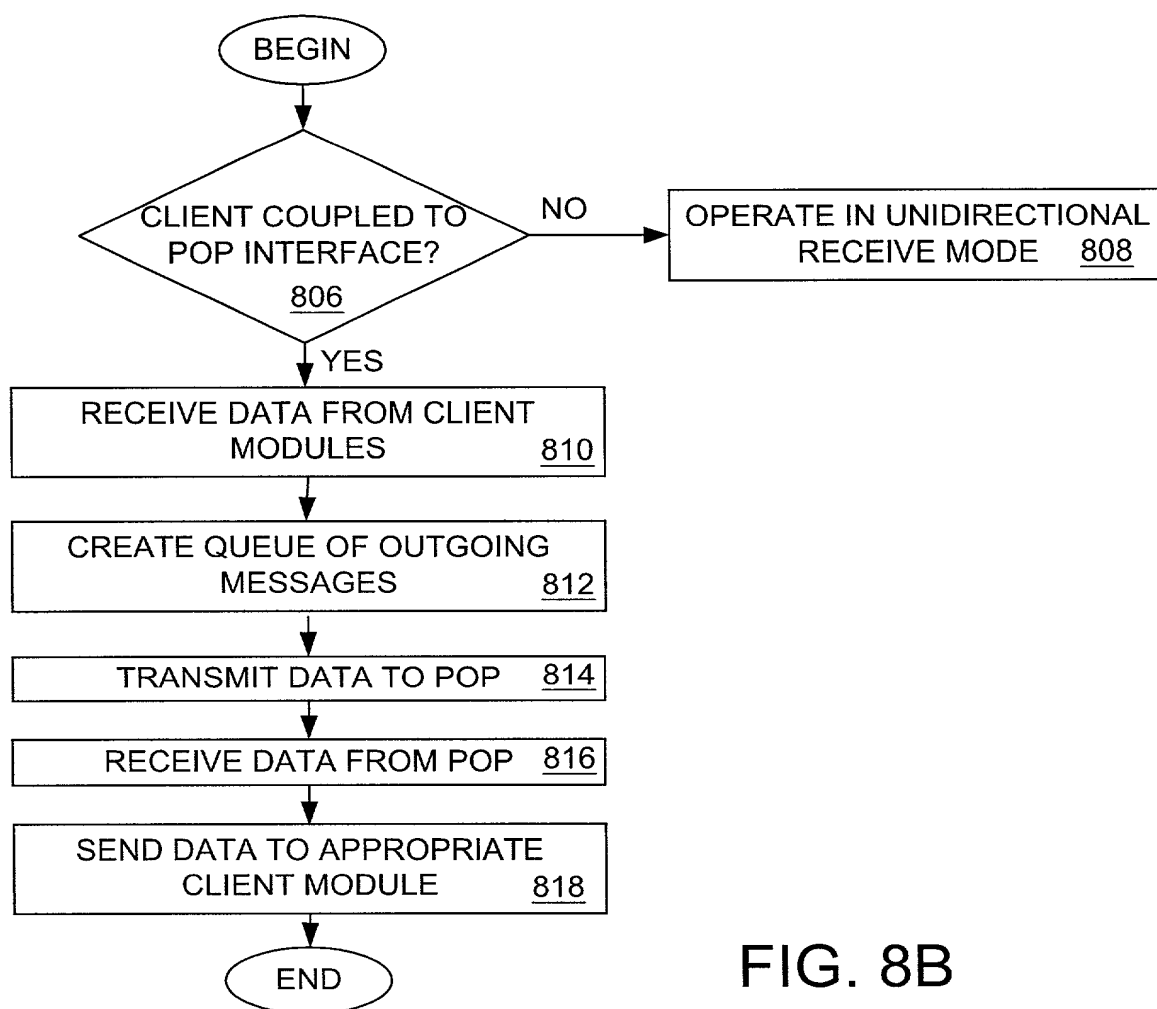 BEGIN
CLIENT COUPLED TO
POP INTERFACE?
806
NO
OPERATE IN UNIDIRECTIONAL
RECEIVE MODE 808
YES
RECEIVE DATA FROM CLIENT
MODULES 810
CREATE QUEUE OF OUTGOING
MESSAGES 812
TRANSMIT DATA TO POP 814
RECEIVE DATA FROM POP 816
SEND DATA TO APPROPRIATE
CLIENT MODULE 818
END
FIG. 8B